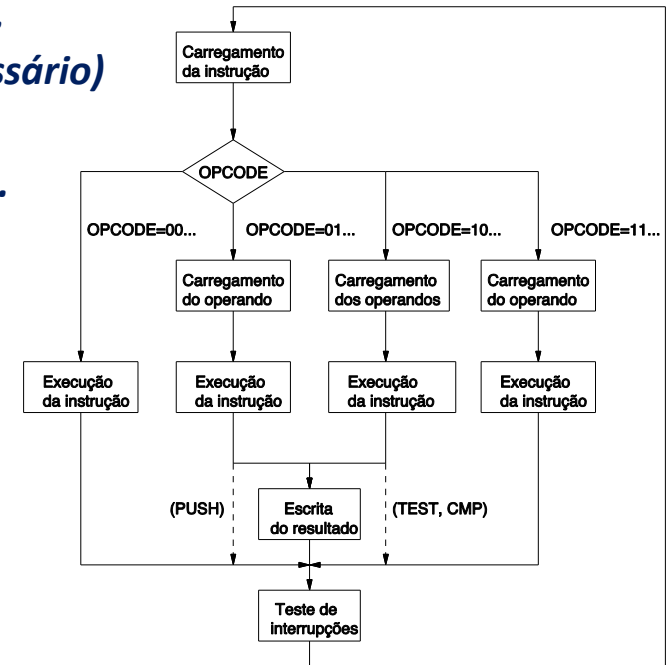 ssário)
Carregamento
da instrução
OPCODE
OPCODE=00...
OPCODE=01...
OPCODE=10...
OPCODE=11...
Carregamento
do operando
Carregamento
dos operandos
Carregamento
do operando
Execução
da instrução
Execução
da instrução
Execução
da instrução
Execução
da instrução
(PUSH)
Escrita
do resultado
(TEST, CMP)
Teste de
interrupções